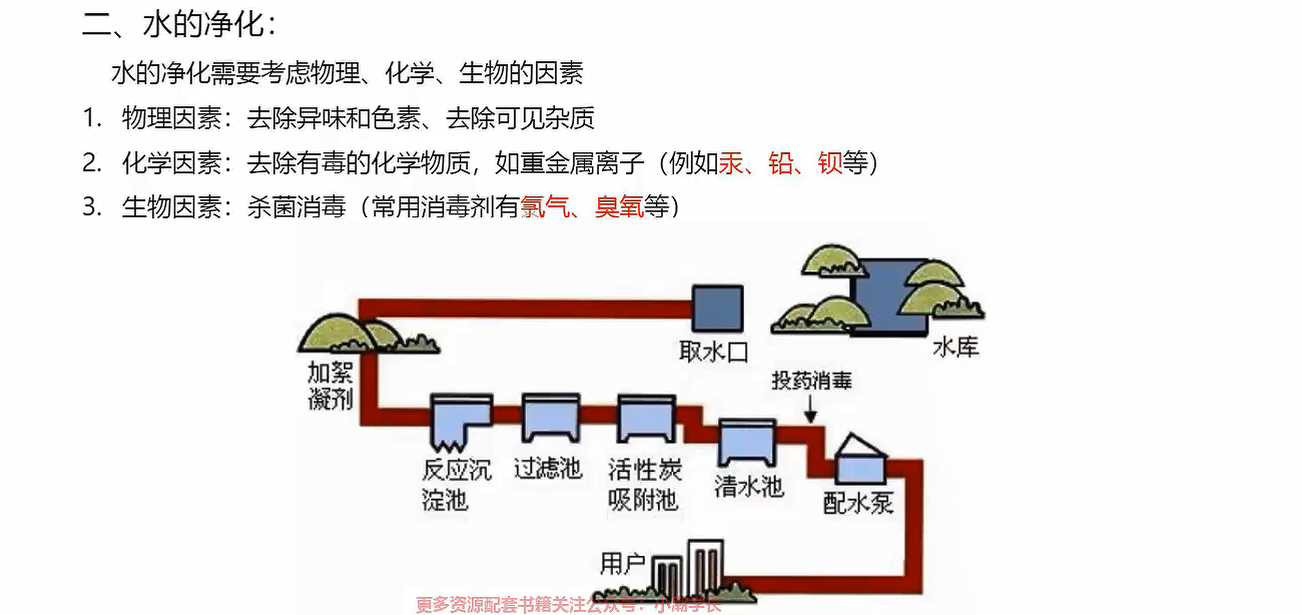 二、水的净化：
水的净化需要考虑物理、化学、生物的因素
1. 物理因素：去除异味和色素、去除可见杂质
2. 化学因素：去除有毒的化学物质，如重金属离子（例如汞、铅、钡等）
3. 生物因素：杀菌消毒（常用消毒剂有氯气、臭氧等）
取水口
水库
加絮
凝剂
投药消毒
反应沉
淀池
过滤池
活性炭
吸附池
清水池
配水泵
用户
更多资源配套书籍关注公众号：小瀚学长